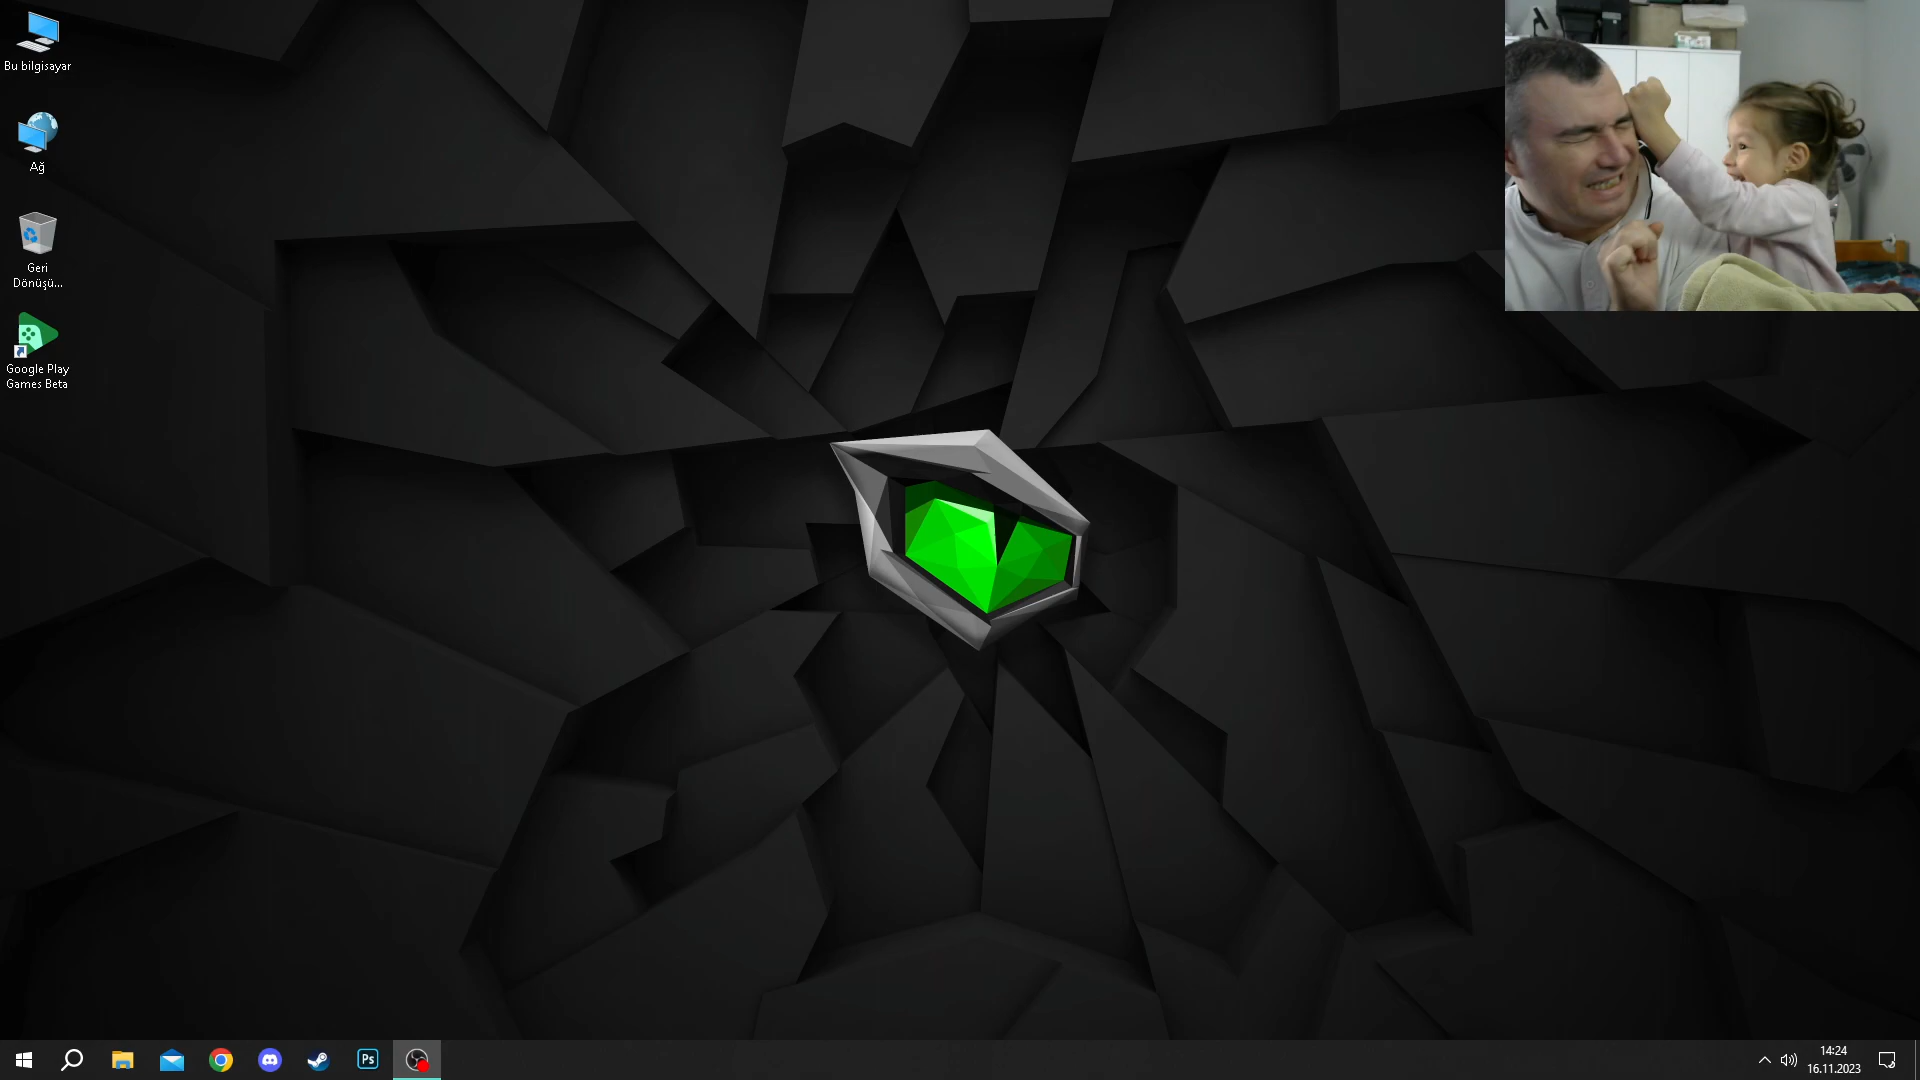 Bu bilgisayar
Ağ
Geri
Dönüşü...
Google Play
Games Beta
Ps
14:24
16.11.2023